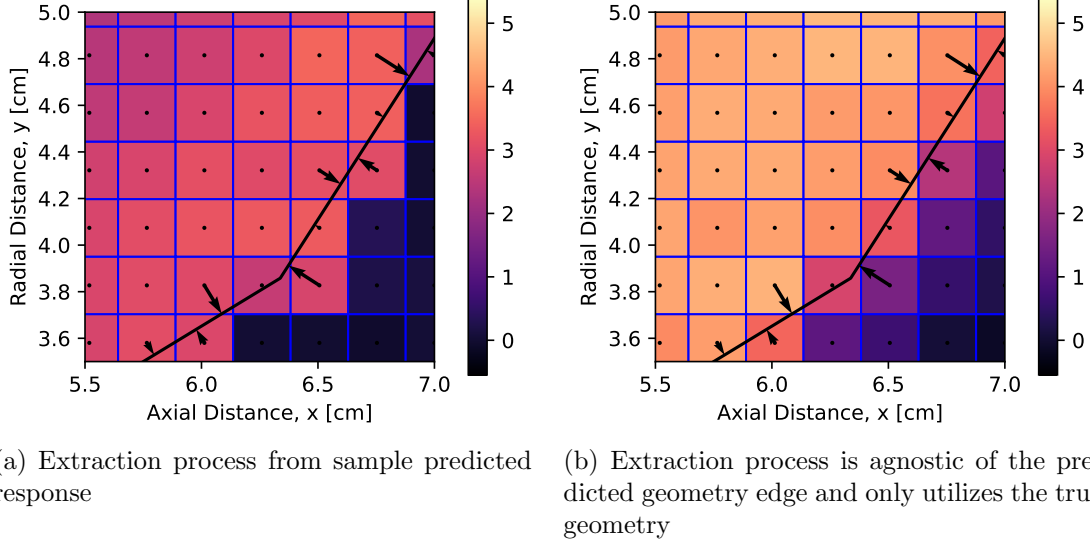 5.0
4.8
4.6
4.4
4.2
4.0
3.8
3.6
Radial Distance, y [cm]
5.5 6.0 6.5 7.0
Axial Distance, x [cm]
5
4
3
2
1
0
5.0
4.8
4.6
4.4
4.2
4.0
3.8
3.6
Radial Distance, y [cm]
5.5 6.0 6.5 7.0
Axial Distance, x [cm]
5
4
3
2
1
0
a) Extraction process from sample predicted
response
(b) Extraction process is agnostic of the pre
dicted geometry edge and only utilizes the tru
geometry